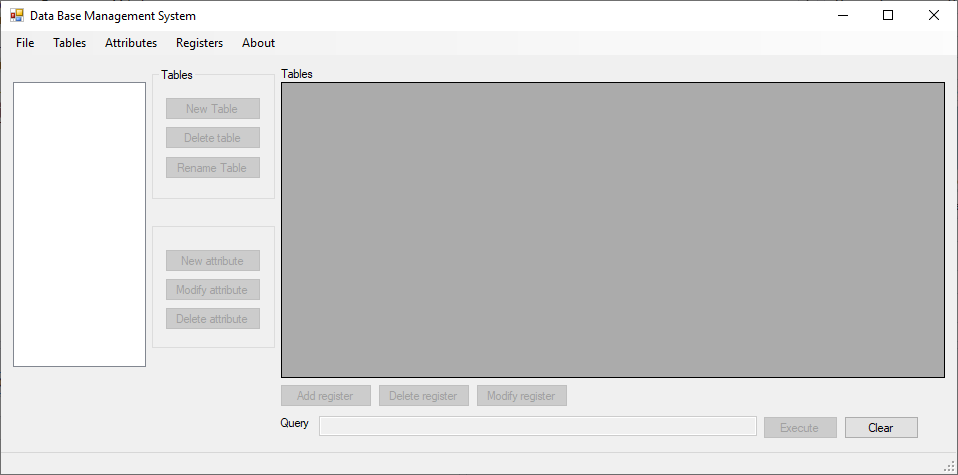 Data Base Management System
File Tables Attributes Registers About
Tables
New Table
Delete table
Rename Table
New attribute
Modify attribute
Delete attribute
Tables
Add register Delete register Modify register
Query Execute Clear